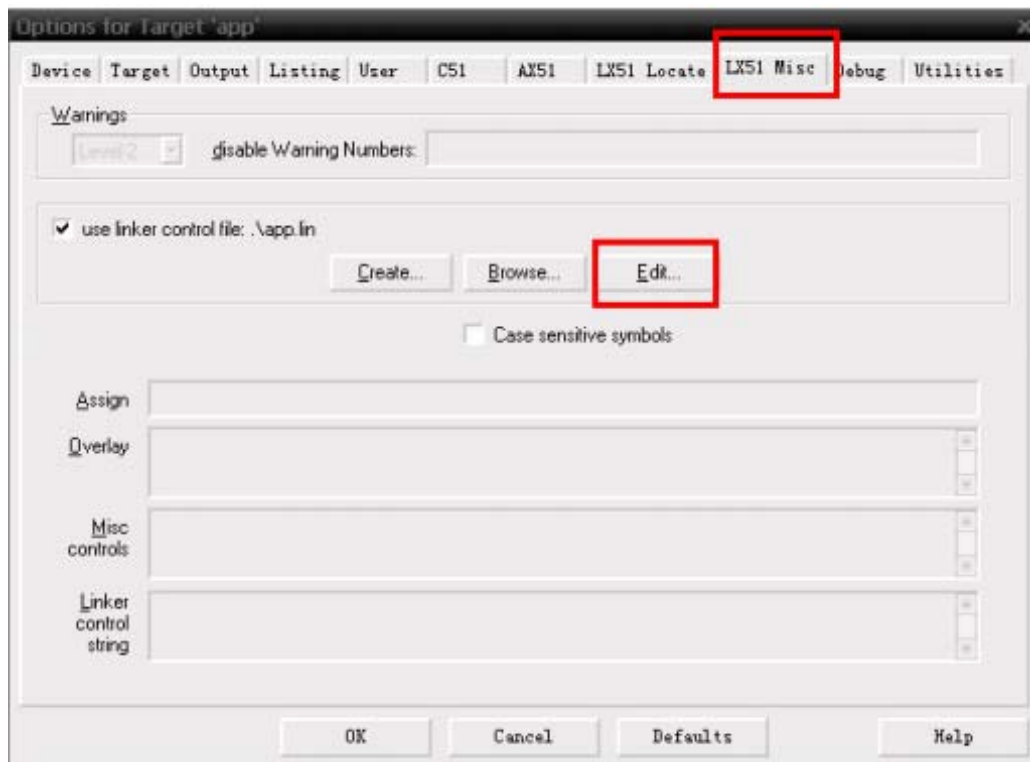 Options for Target 'app'
Device Target Output Listing User C51 AX51 LX51 Locate LX51 Misc Debug Utilities
Warnings
Level-2 disable Warning Numbers:
use linker control file: .\app.lin
Create... Browse... Edit...
Case sensitive symbols
Assign
Overlay
Misc
controls
Linker
control
string
OK Cancel Defaults Help